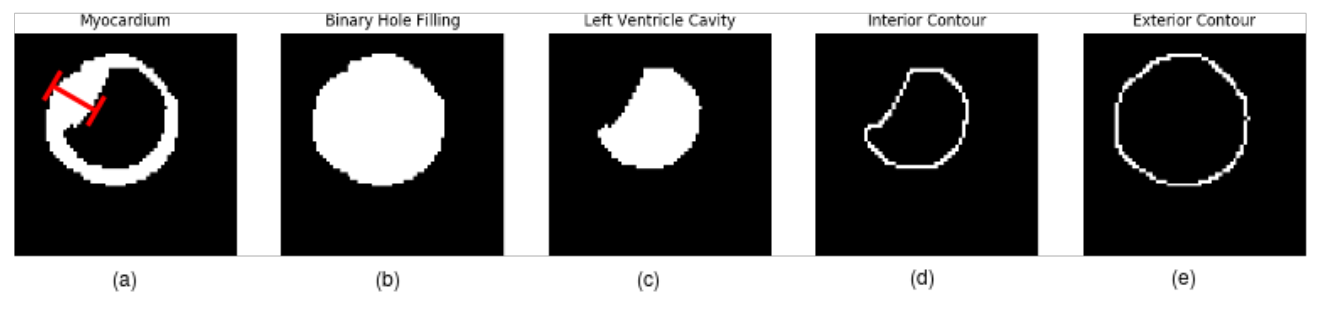 Myocardium Binary Hole Filling Left Ventricle Cavity Interior Contour Exterior Contour
(a) (b) (c) (d) (e)